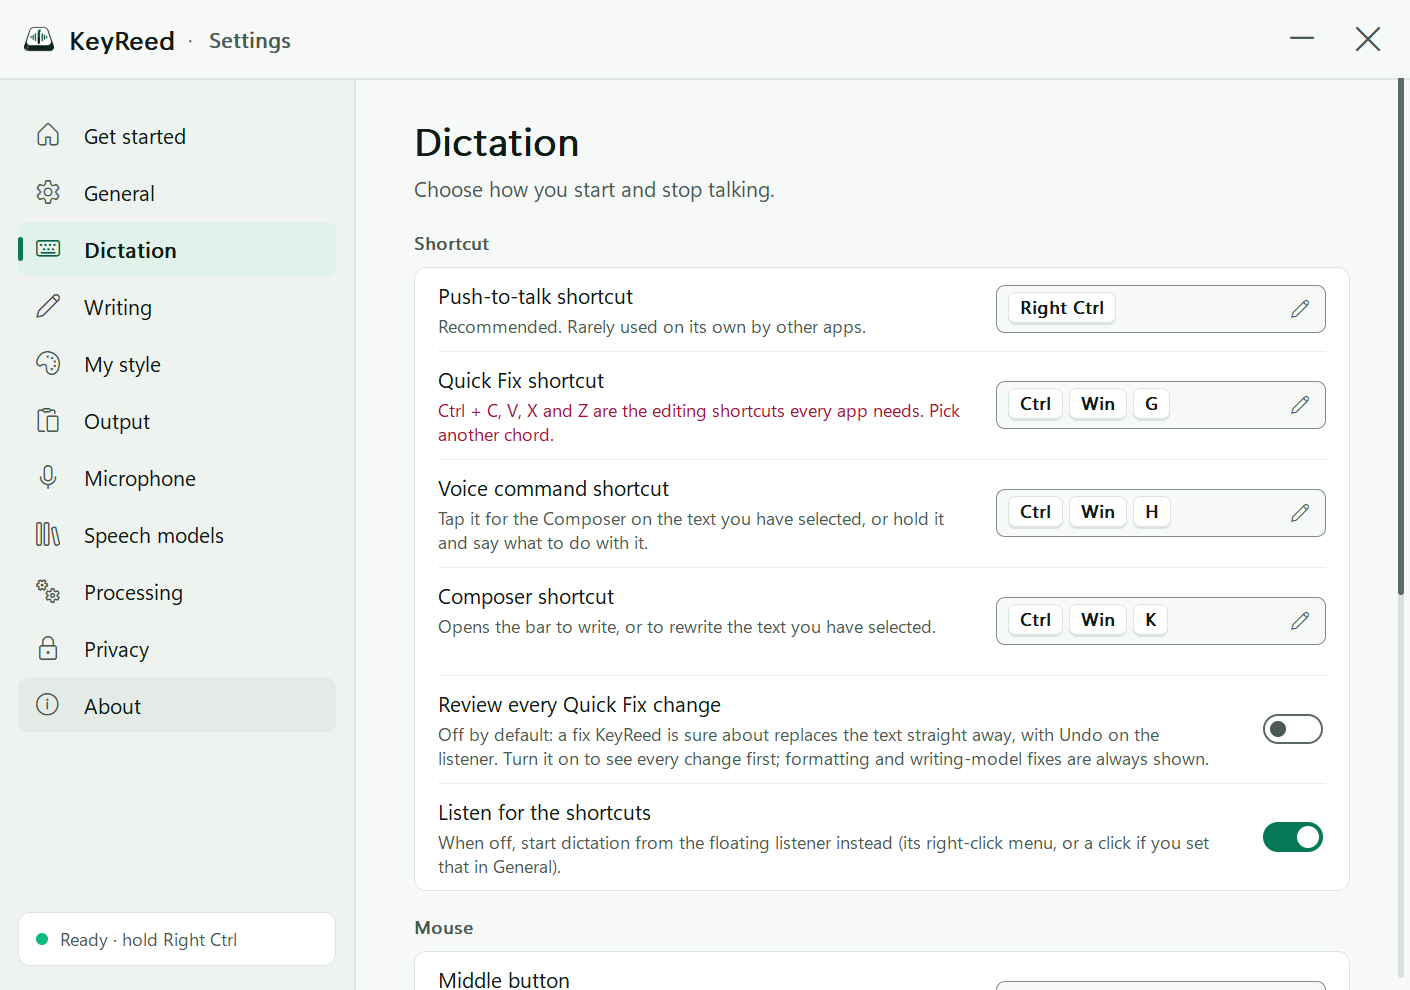 KeyReed · Settings
Get started
General
Dictation
Writing
My style
Output
Microphone
Speech models
Processing
Privacy
About
Ready · hold Right Ctrl
Dictation
Choose how you start and stop talking.
Shortcut
Push-to-talk shortcut
Recommended. Rarely used on its own by other apps.
Right Ctrl
Quick Fix shortcut
Ctrl + C, V, X and Z are the editing shortcuts every app needs. Pick
another chord.
Ctrl Win G
Voice command shortcut
Tap it for the Composer on the text you have selected, or hold it
and say what to do with it.
Ctrl Win H
Composer shortcut
Opens the bar to write, or to rewrite the text you have selected.
Ctrl Win K
Review every Quick Fix change
Off by default: a fix KeyReed is sure about replaces the text straight away, with Undo on the
listener. Turn it on to see every change first; formatting and writing-model fixes are always shown.
Listen for the shortcuts
When off, start dictation from the floating listener instead (its right-click menu, or a click if you set
that in General).
Mouse
Middle button